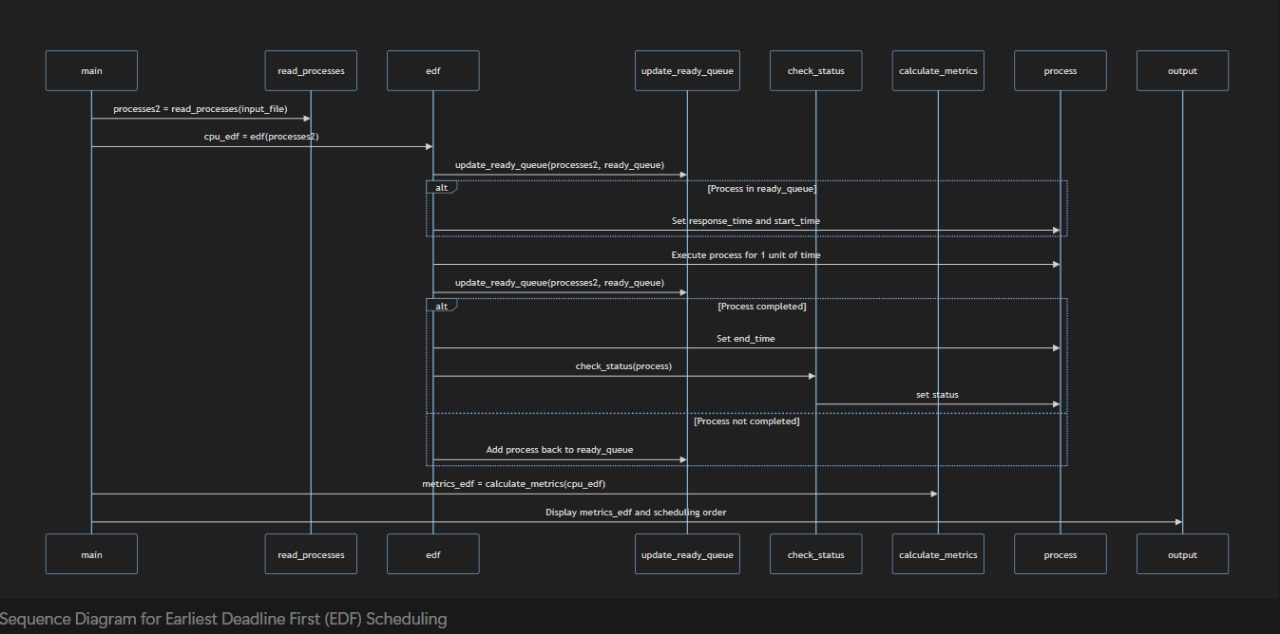 main read_processes edf update_ready_queue check_status calculate_metrics process output
processes2 = read_processes(input_file)
cpu_edf = edf(processes2)
update_ready_queue(processes2, ready_queue)
alt [Process in ready_queue]
Set response_time and start_time
Execute process for 1 unit of time
update_ready_queue(processes2, ready_queue)
alt [Process completed]
Set end_time
check_status(process)
set status
[Process not completed]
Add process back to ready_queue
metrics_edf = calculate_metrics(cpu_edf)
Display metrics_edf and scheduling order
main read_processes edf update_ready_queue check_status calculate_metrics process output
Sequence Diagram for Earliest Deadline First (EDF) Scheduling